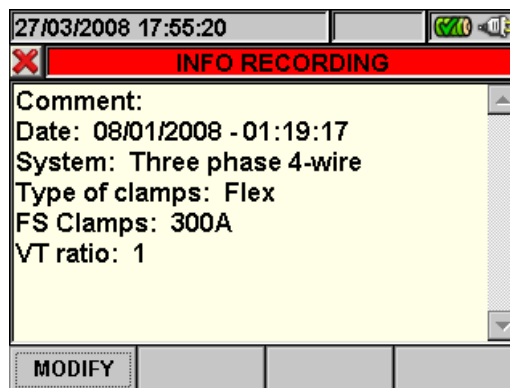 27/03/2008 17:55:20
INFO RECORDING
Comment:
Date: 08/01/2008 - 01:19:17
System: Three phase 4-wire
Type of clamps: Flex
FS Clamps: 300A
VT ratio: 1
MODIFY